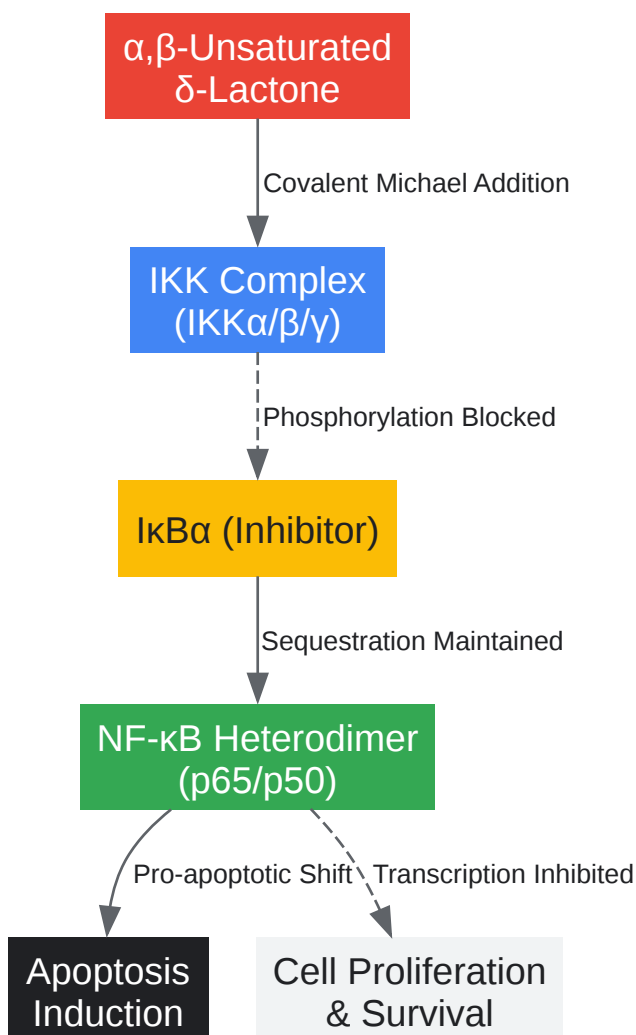 α,β-Unsaturated
δ-Lactone
Covalent Michael Addition
IKK Complex
(IKKα/β/γ)
Phosphorylation Blocked
IκBα (Inhibitor)
Sequestration Maintained
NF-κB Heterodimer
(p65/p50)
Pro-apoptotic Shift
Transcription Inhibited
Apoptosis
Induction
Cell Proliferation
& Survival